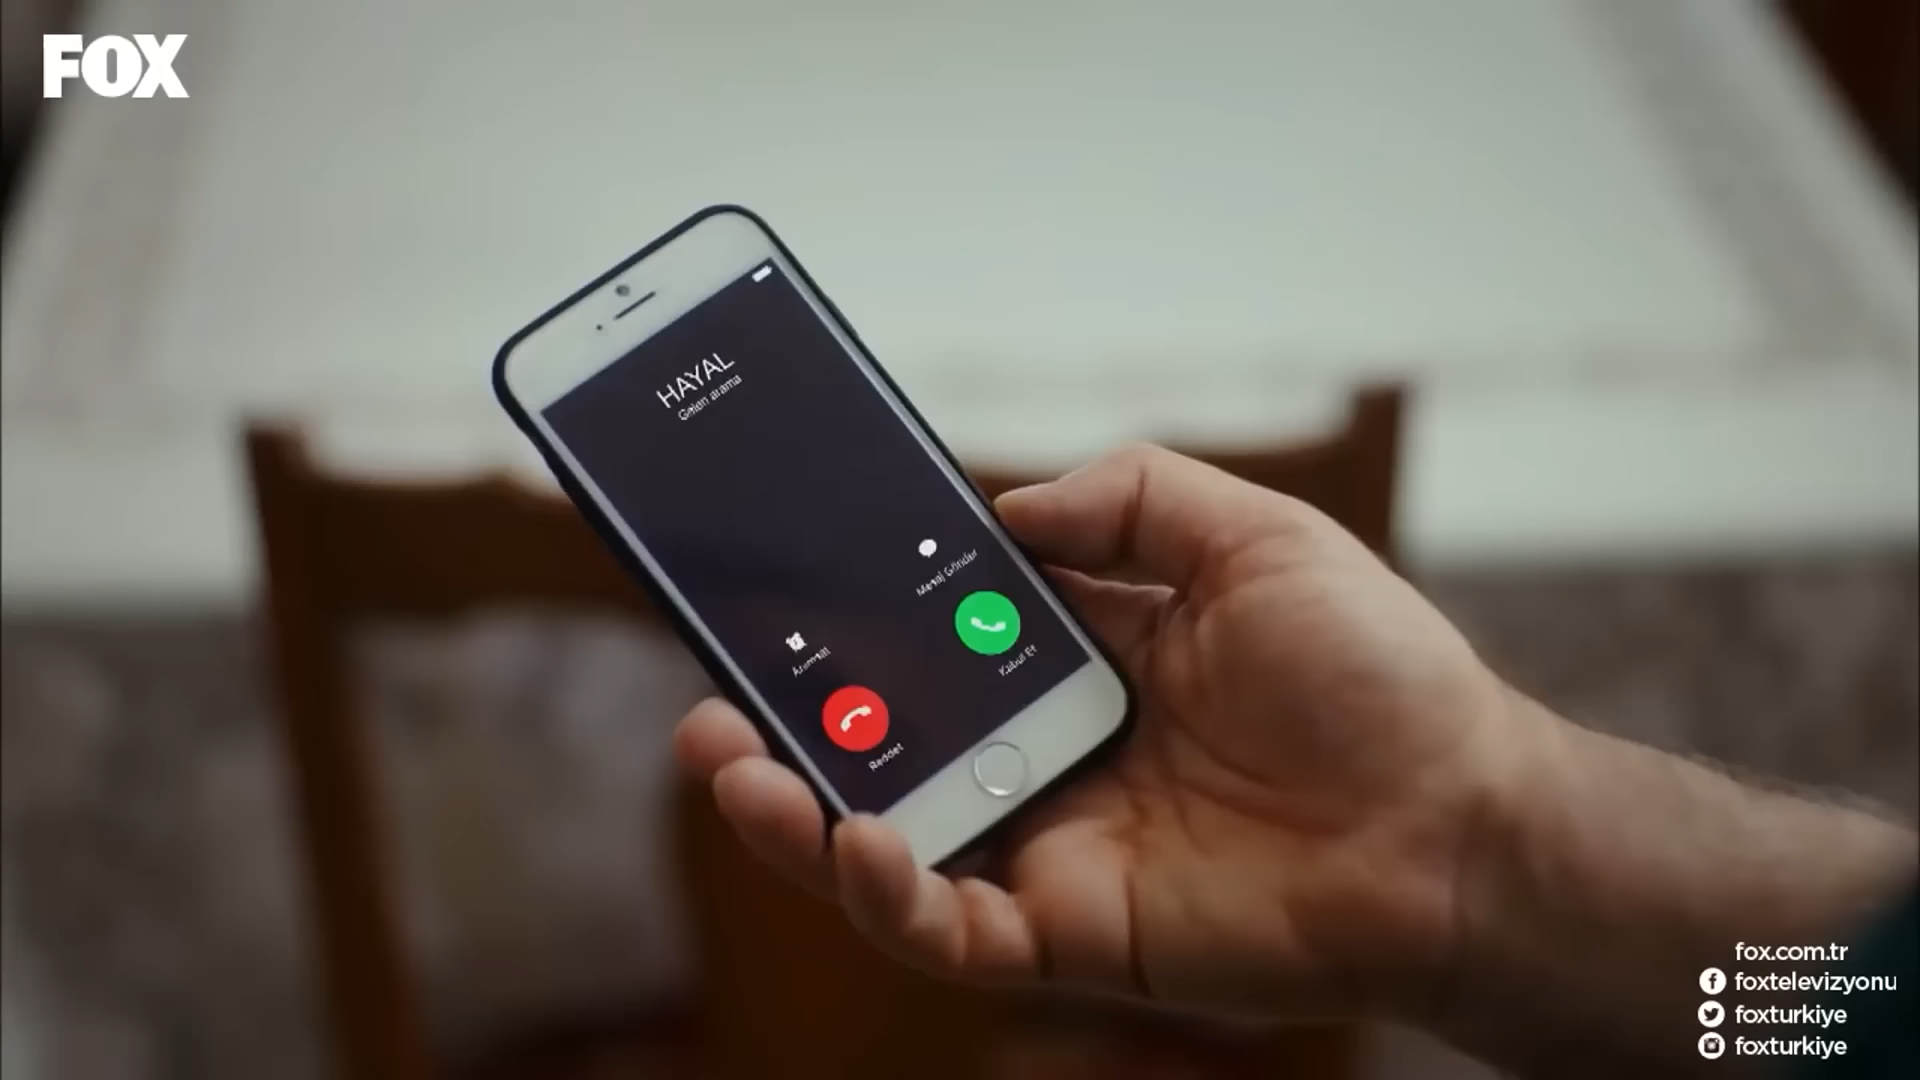 FOX
HAYAL
Gelen arama
Mesaj Gönder
Anımsat
Kabul Et
Reddet
fox.com.tr
foxtelevizyonu
foxturkiye
foxturkiye